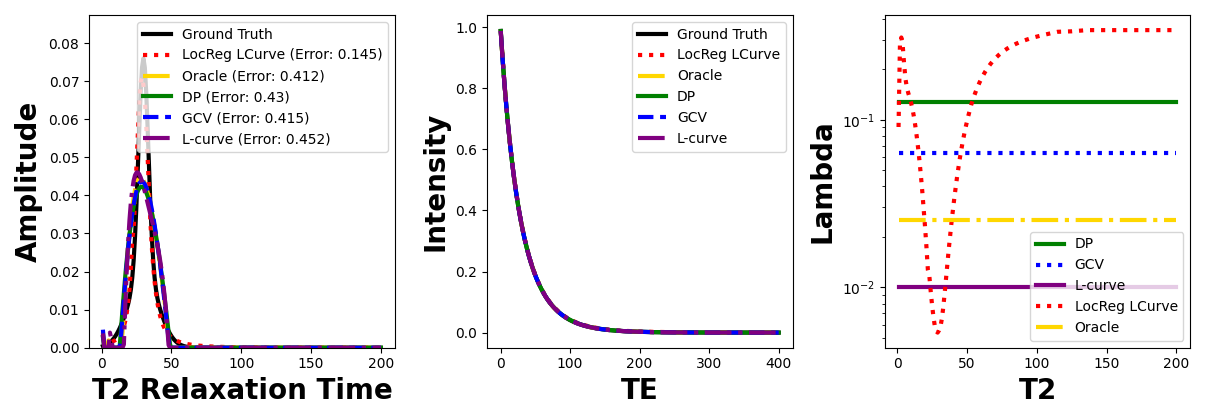 Amplitude
0.08
0.07
0.06
0.05
0.04
0.03
0.02
0.01
0.00
0
50
100
150
200
T2 Relaxation Time
Ground Truth
LocReg LCurve (Error: 0.145)
Oracle (Error: 0.412)
DP (Error: 0.43)
GCV (Error: 0.415)
L-curve (Error: 0.452)
Intensity
1.0
0.8
0.6
0.4
0.2
0.0
0
100
200
300
400
TE
Ground Truth
LocReg LCurve
Oracle
DP
GCV
L-curve
Lambda
10⁻¹
10⁻²
0
50
100
150
200
T2
DP
GCV
L-curve
LocReg LCurve
Oracle